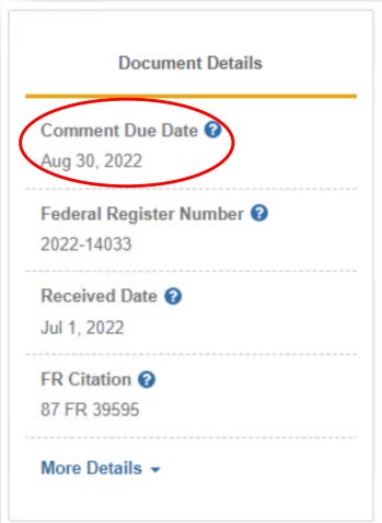 Document Details
Comment Due Date ?
Aug 30, 2022
Federal Register Number ?
2022-14033
Received Date ?
Jul 1, 2022
FR Citation ?
87 FR 39595
More Details